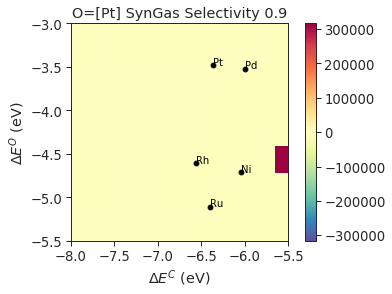 O=[Pt] SynGas Selectivity 0.9
−3.0
−3.5
−4.0
−4.5
−5.0
−5.5
ΔE^O (eV)
Pt
Pd
Rh
Ni
Ru
−8.0 −7.5 −7.0 −6.5 −6.0 −5.5
ΔE^C (eV)
300000
200000
100000
0
−100000
−200000
−300000